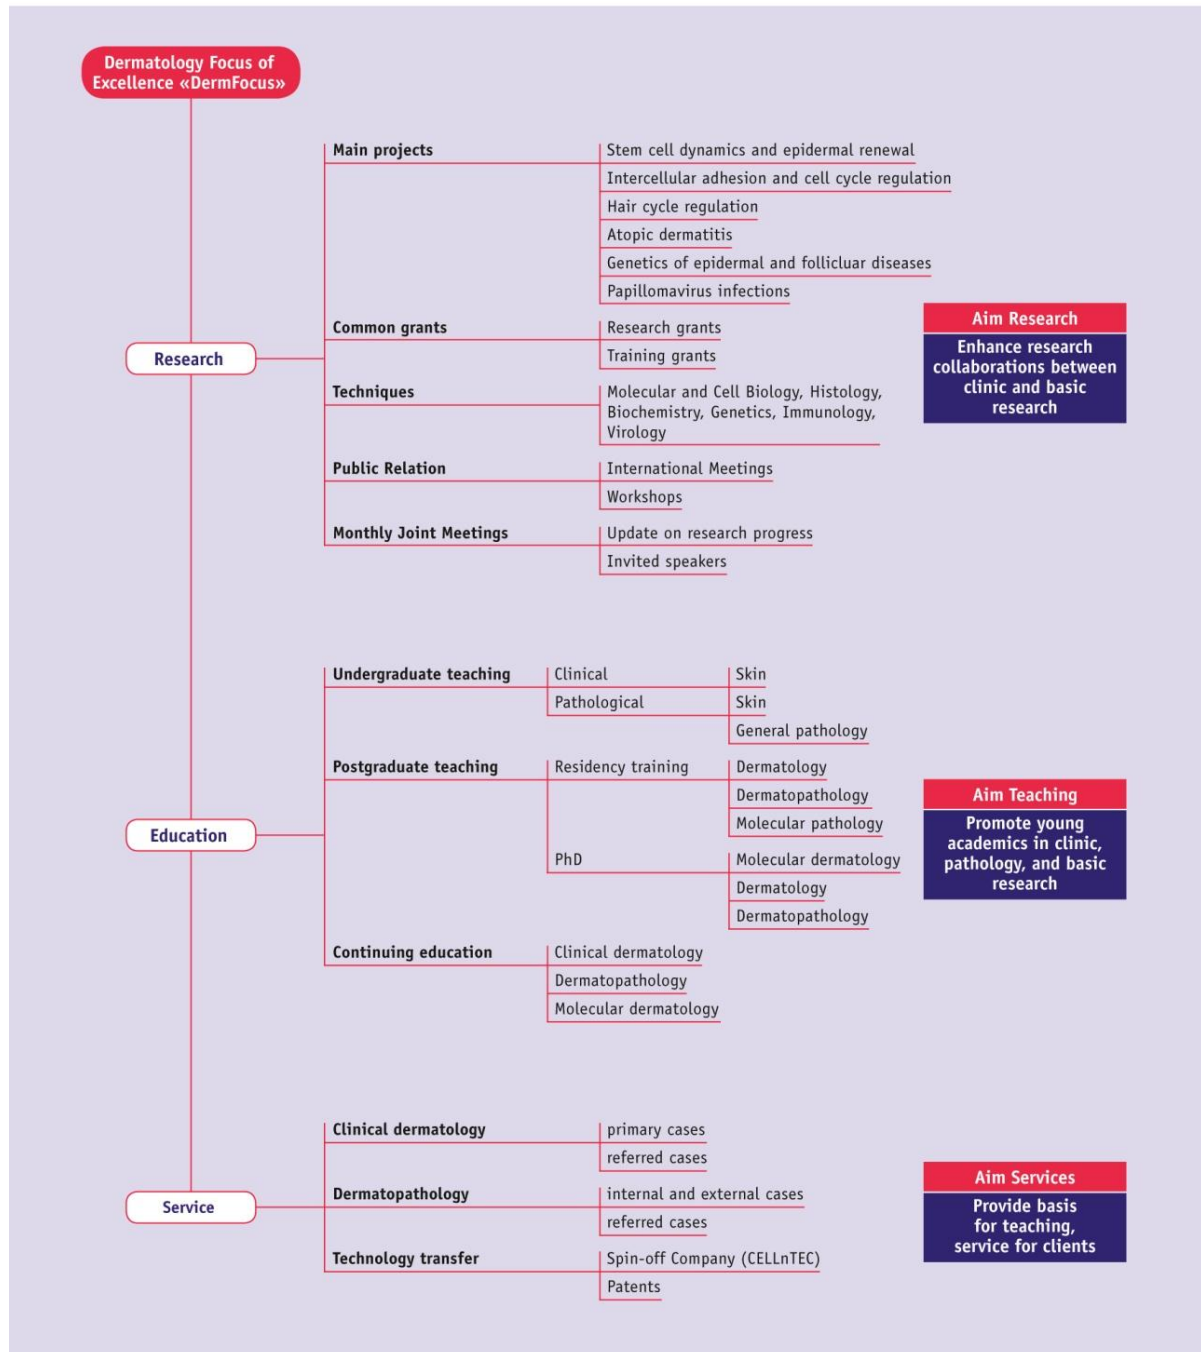 Dermatology Focus of
Excellence «DermFocus»
Research
Main projects
Stem cell dynamics and epidermal renewal
Intercellular adhesion and cell cycle regulation
Hair cycle regulation
Atopic dermatitis
Genetics of epidermal and follicluar diseases
Papillomavirus infections
Common grants
Research grants
Training grants
Techniques
Molecular and Cell Biology, Histology,
Biochemistry, Genetics, Immunology,
Virology
Public Relation
International Meetings
Workshops
Monthly Joint Meetings
Update on research progress
Invited speakers
Aim Research
Enhance research
collaborations between
clinic and basic
research
Education
Undergraduate teaching
Clinical
Skin
Pathological
Skin
General pathology
Postgraduate teaching
Residency training
Dermatology
Dermatopathology
Molecular pathology
PhD
Molecular dermatology
Dermatology
Dermatopathology
Continuing education
Clinical dermatology
Dermatopathology
Molecular dermatology
Aim Teaching
Promote young
academics in clinic,
pathology, and basic
research
Service
Clinical dermatology
primary cases
referred cases
Dermatopathology
internal and external cases
referred cases
Technology transfer
Spin-off Company (CELLnTEC)
Patents
Aim Services
Provide basis
for teaching,
service for clients